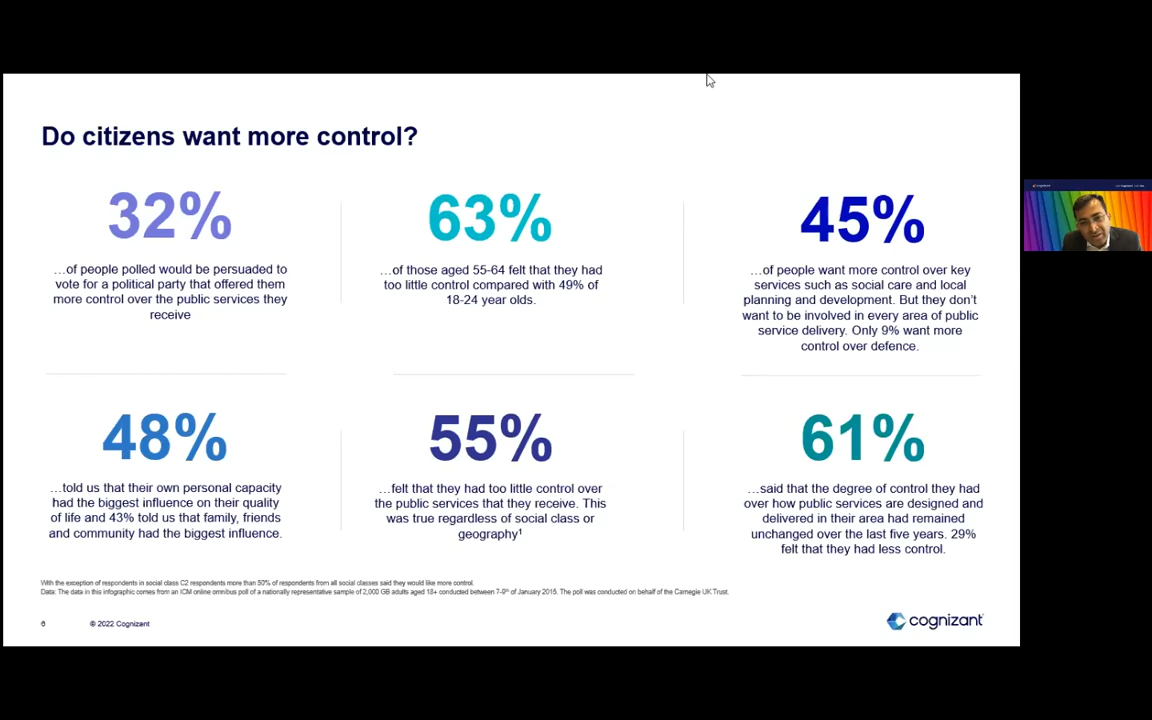 Do citizens want more control?
32%
…of people polled would be persuaded to
vote for a political party that offered them
more control over the public services they
receive
63%
…of those aged 55-64 felt that they had
too little control compared with 49% of
18-24 year olds.
45%
…of people want more control over key
services such as social care and local
planning and development. But they don't
want to be involved in every area of public
service delivery. Only 9% want more
control over defence.
48%
…told us that their own personal capacity
had the biggest influence on their quality
of life and 43% told us that family, friends
and community had the biggest influence.
55%
…felt that they had too little control over
the public services that they receive. This
was true regardless of social class or
geography¹
61%
…said that the degree of control they had
over how public services are designed and
delivered in their area had remained
unchanged over the last five years. 29%
felt that they had less control.
With the exception of respondents in social class C2 respondents more than 50% of respondents from all social classes said they would like more control.
Data: The data in this infographic comes from an ICM online omnibus poll of a nationally representative sample of 2,000 GB adults aged 18+ conducted between 7-9th of January 2015. The poll was conducted on behalf of the Carnegie UK Trust.
6 © 2022 Cognizant
cognizant
cognizant